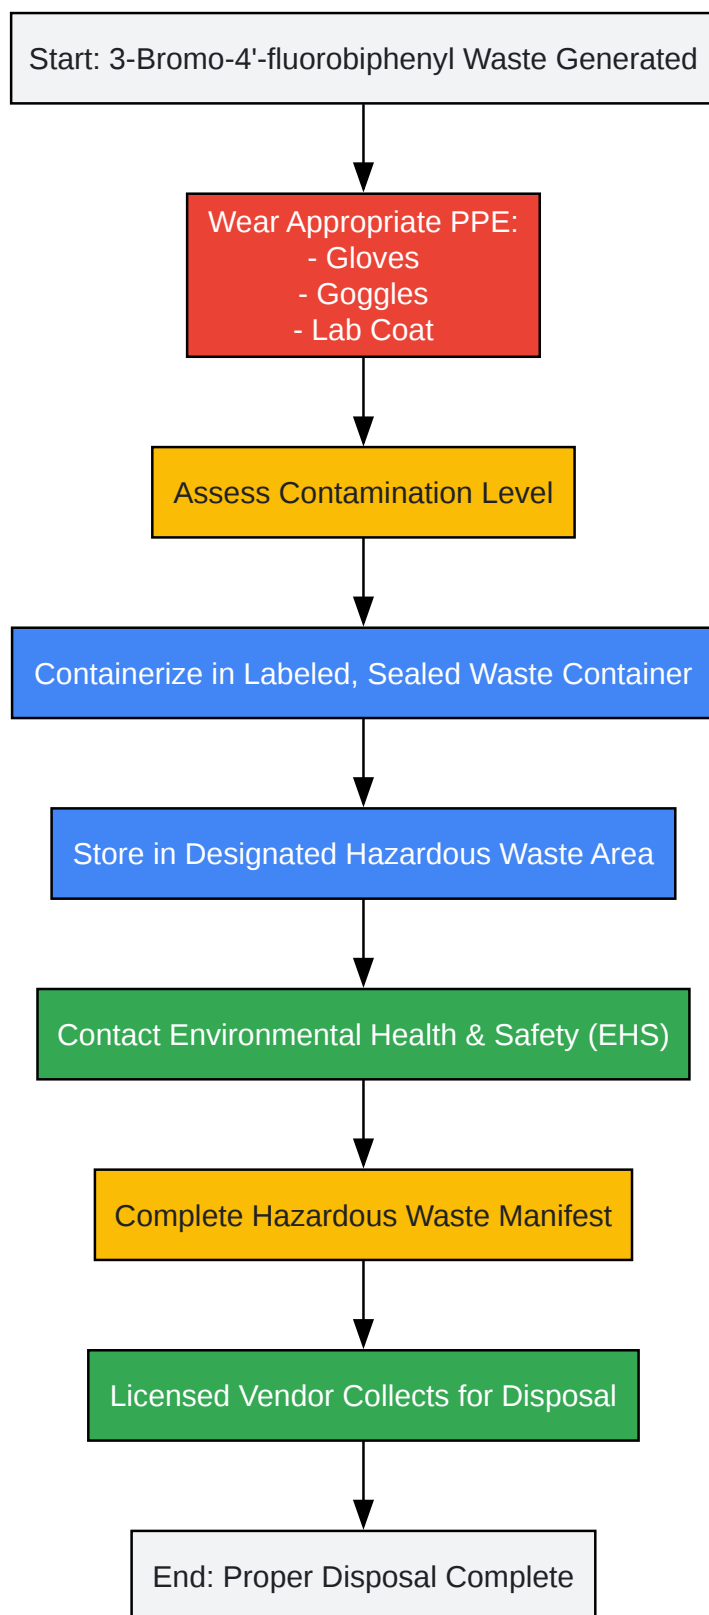 Start: 3-Bromo-4'-fluorobiphenyl Waste Generated
Wear Appropriate PPE:
- Gloves
- Goggles
- Lab Coat
Assess Contamination Level
Containerize in Labeled, Sealed Waste Container
Store in Designated Hazardous Waste Area
Contact Environmental Health & Safety (EHS)
Complete Hazardous Waste Manifest
Licensed Vendor Collects for Disposal
End: Proper Disposal Complete